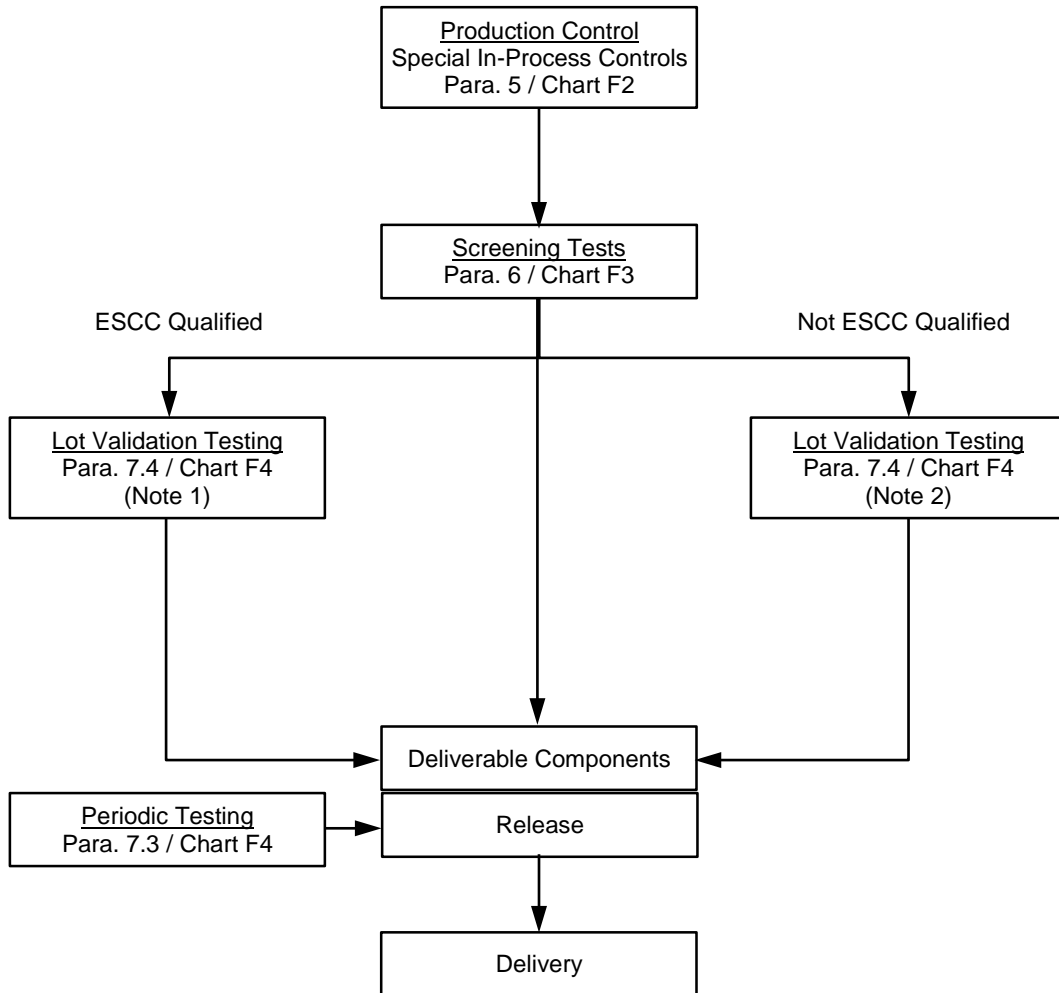 Production Control
Special In-Process Controls
Para. 5 / Chart F2
Screening Tests
Para. 6 / Chart F3
ESCC Qualified
Not ESCC Qualified
Lot Validation Testing
Para. 7.4 / Chart F4
(Note 1)
Lot Validation Testing
Para. 7.4 / Chart F4
(Note 2)
Deliverable Components
Periodic Testing
Para. 7.3 / Chart F4
Release
Delivery